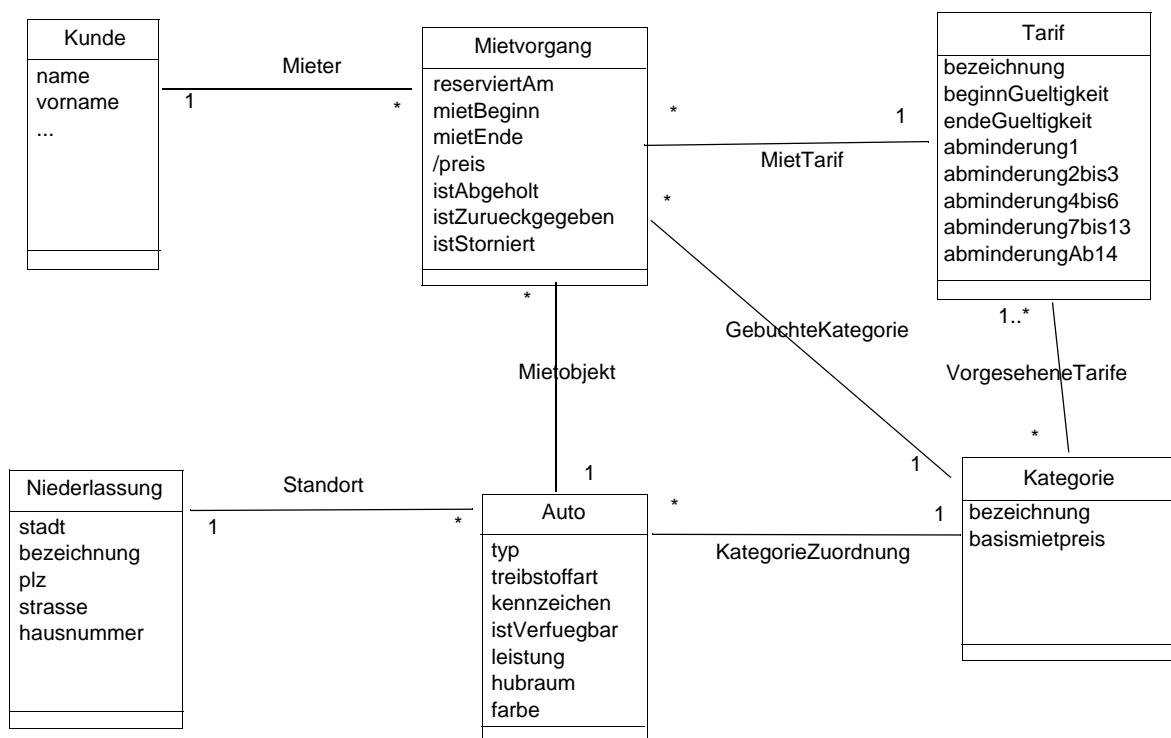 Kunde
name
vorname
...
Mieter
1
*
Mietvorgang
reserviertAm
mietBeginn
mietEnde
/preis
istAbgeholt
istZurueckgegeben
istStorniert
*
1
MietTarif
Tarif
bezeichnung
beginnGueltigkeit
endeGueltigkeit
abminderung1
abminderung2bis3
abminderung4bis6
abminderung7bis13
abminderungAb14
*
GebuchteKategorie
1
*
Mietobjekt
1
1..*
VorgeseheneTarife
*
Niederlassung
stadt
bezeichnung
plz
strasse
hausnummer
Standort
1
*
Auto
typ
treibstoffart
kennzeichen
istVerfuegbar
leistung
hubraum
farbe
*
1
KategorieZuordnung
Kategorie
bezeichnung
basismietpreis